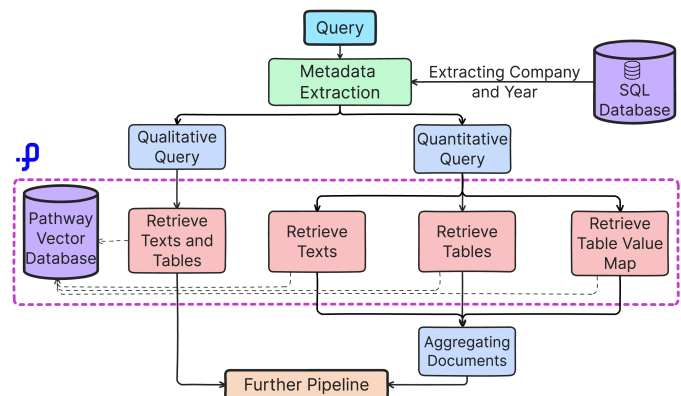 Query
Metadata
Extraction
Extracting Company
and Year
SQL
Database
Qualitative
Query
Quantitative
Query
Pathway
Vector
Database
Retrieve
Texts and
Tables
Retrieve
Texts
Retrieve
Tables
Retrieve
Table Value
Map
Aggregating
Documents
Further Pipeline